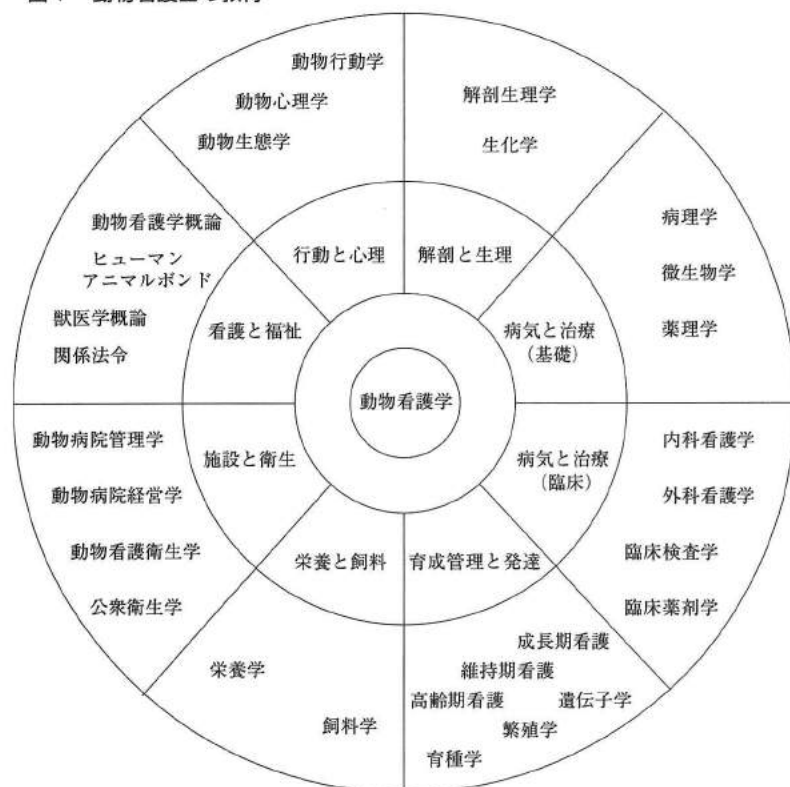 動物行動学
動物心理学
動物生態学
解剖生理学
生化学
動物看護学概論
ヒューマン
アニマルボンド
獣医学概論
関係法令
行動と心理
解剖と生理
病理学
微生物学
薬理学
看護と福祉
病気と治療
(基礎)
動物看護学
動物病院管理学
動物病院経営学
動物看護衛生学
公衆衛生学
施設と衛生
病気と治療
(臨床)
内科看護学
外科看護学
臨床検査学
臨床薬剤学
栄養と飼料
育成管理と発達
栄養学
飼料学
成長期看護
維持期看護
高齢期看護
遺伝子学
繁殖学
育種学